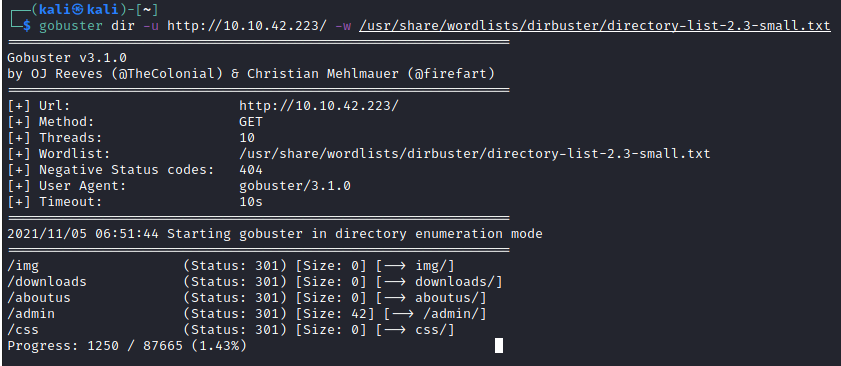 ┌──(kali㉿kali)-[~]
└─$ gobuster dir -u http://10.10.42.223/ -w /usr/share/wordlists/dirbuster/directory-list-2.3-small.txt
===============================================================
Gobuster v3.1.0
by OJ Reeves (@TheColonial) & Christian Mehlmauer (@firefart)
===============================================================
[+] Url:                     http://10.10.42.223/
[+] Method:                  GET
[+] Threads:                 10
[+] Wordlist:                /usr/share/wordlists/dirbuster/directory-list-2.3-small.txt
[+] Negative Status codes:   404
[+] User Agent:              gobuster/3.1.0
[+] Timeout:                 10s
===============================================================
2021/11/05 06:51:44 Starting gobuster in directory enumeration mode
===============================================================
/img                  (Status: 301) [Size: 0] [--> img/]
/downloads            (Status: 301) [Size: 0] [--> downloads/]
/aboutus              (Status: 301) [Size: 0] [--> aboutus/]
/admin                (Status: 301) [Size: 42] [--> /admin/]
/css                  (Status: 301) [Size: 0] [--> css/]
Progress: 1250 / 87665 (1.43%)